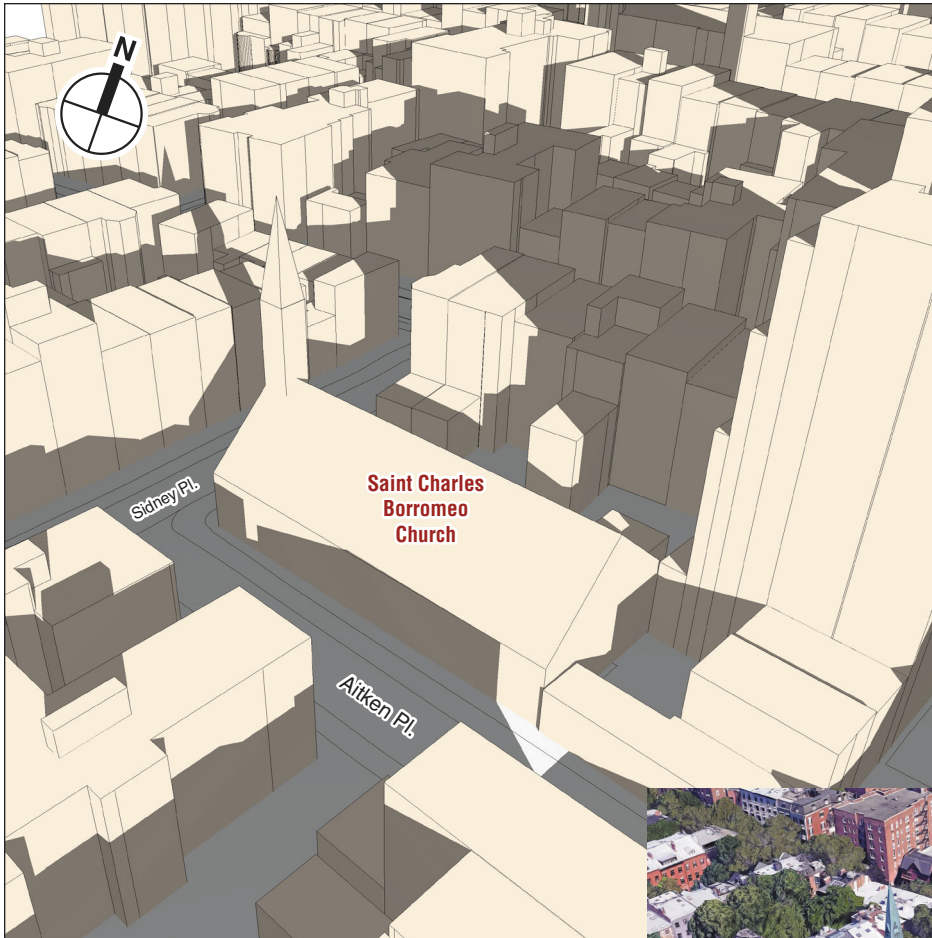 N
Saint Charles
Borromeo
Church
Sidney Pl.
Aitken Pl.